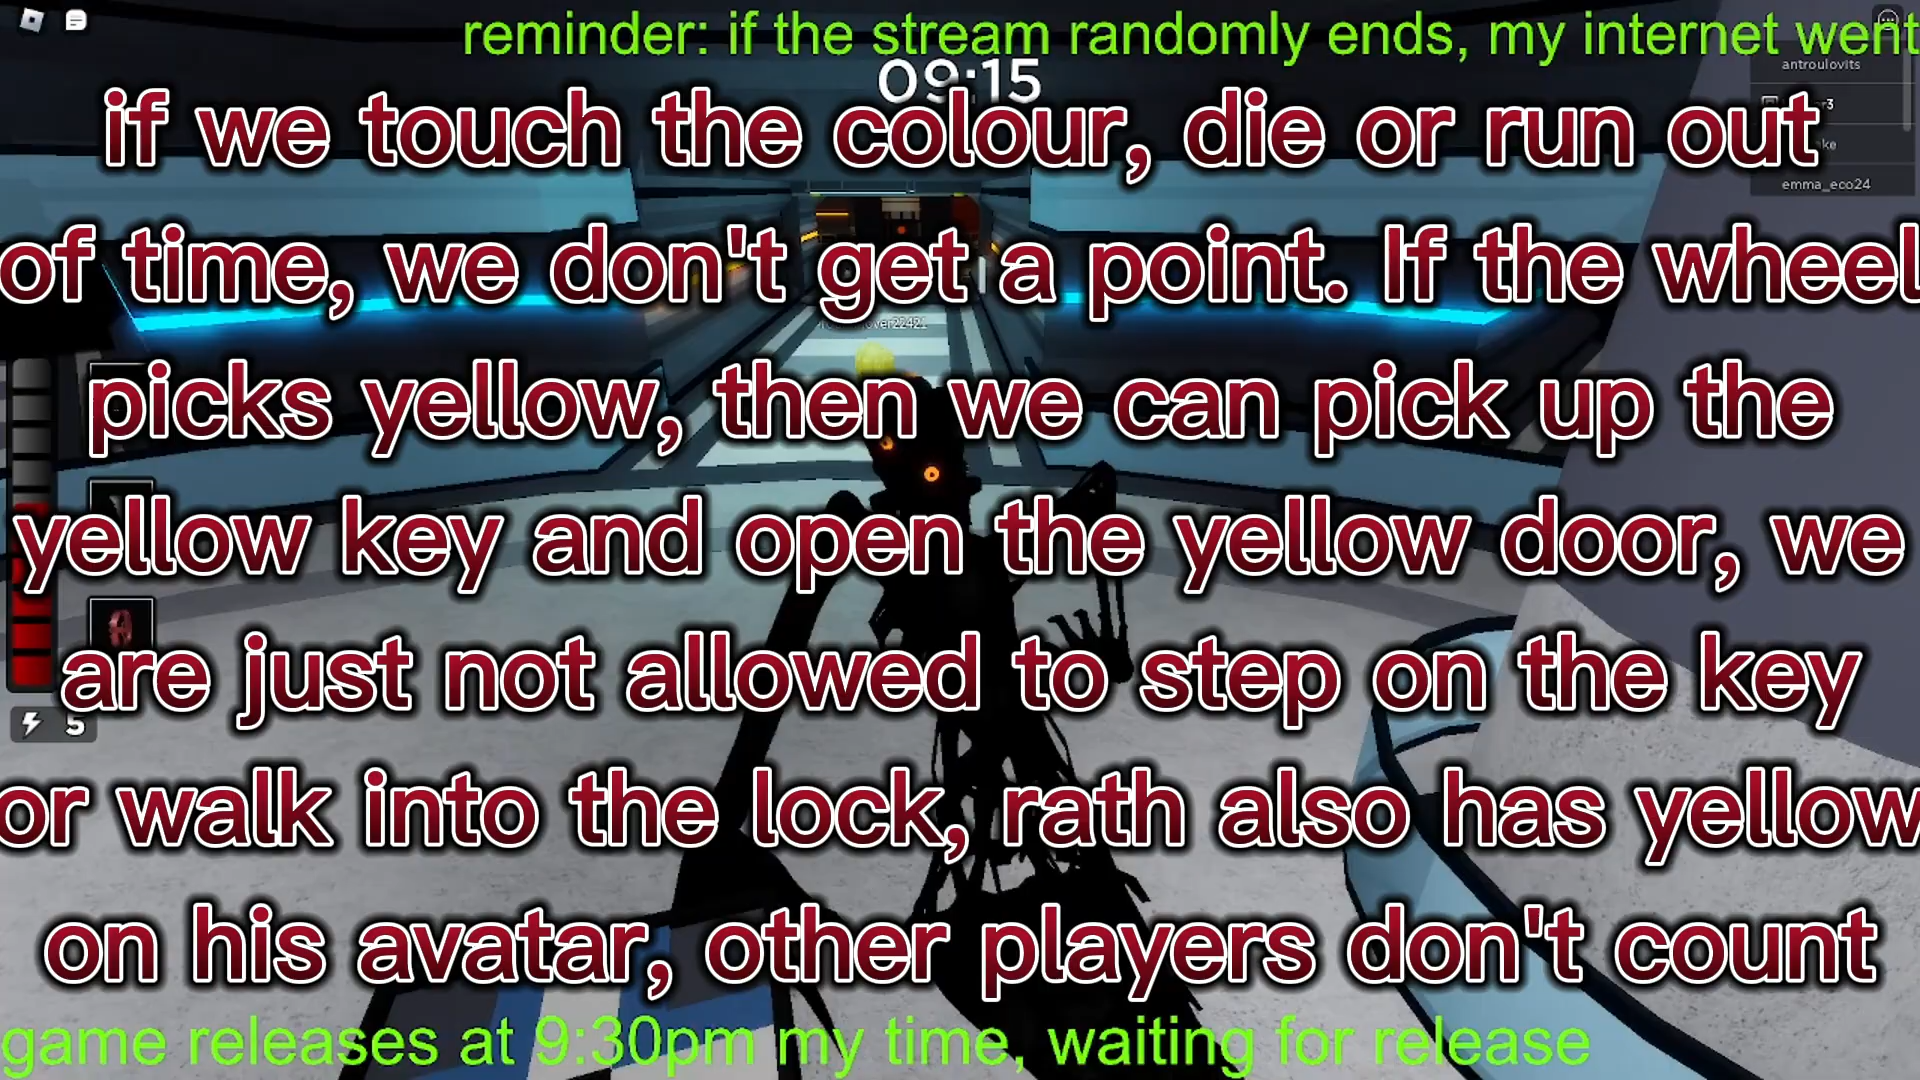 reminder: if the stream randomly ends, my internet went
09:15
antroulovits
if we touch the colour, die or run out
emma_eco24
of time, we don't get a point. If the wheel
picks yellow, then we can pick up the
yellow key and open the yellow door, we
are just not allowed to step on the key
5
or walk into the lock, rath also has yellow
on his avatar, other players don't count
game releases at 9:30pm my time, waiting for release